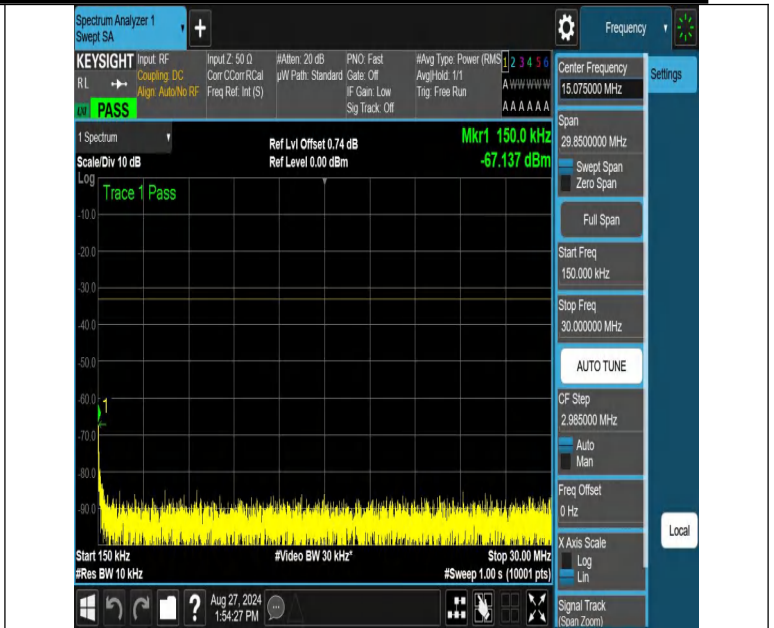 Spectrum Analyzer 1
Swept SA
+
Frequency
KEYSIGHT
RL
PASS
Input: RF
Coupling: DC
Align: Auto/No RF
Input Z: 50 Ω
Corr CCorr RCal
Freq Ref: Int (S)
#Atten: 20 dB
µW Path: Standard
PNO: Fast
Gate: Off
IF Gain: Low
Sig Track: Off
#Avg Type: Power (RMS
Avg|Hold: 1/1
Trig: Free Run
1 2 3 4 5 6
A W W W W W
A A A A A A
1 Spectrum
Scale/Div 10 dB
Ref Lvl Offset 0.74 dB
Ref Level 0.00 dBm
Mkr1 150.0 kHz
-67.137 dBm
Log
Trace 1 Pass
-10.0
-20.0
-30.0
-40.0
-50.0
-60.0
1
-70.0
-80.0
-90.0
Start 150 kHz
#Video BW 30 kHz*
Stop 30.00 MHz
#Res BW 10 kHz
#Sweep 1.00 s (10001 pts)
?
Aug 27, 2024
1:54:27 PM
Center Frequency
15.075000 MHz
Settings
Span
29.8500000 MHz
Swept Span
Zero Span
Full Span
Start Freq
150.000 kHz
Stop Freq
30.000000 MHz
AUTO TUNE
CF Step
2.985000 MHz
Auto
Man
Freq Offset
0 Hz
Local
X Axis Scale
Log
Lin
Signal Track
(Span Zoom)